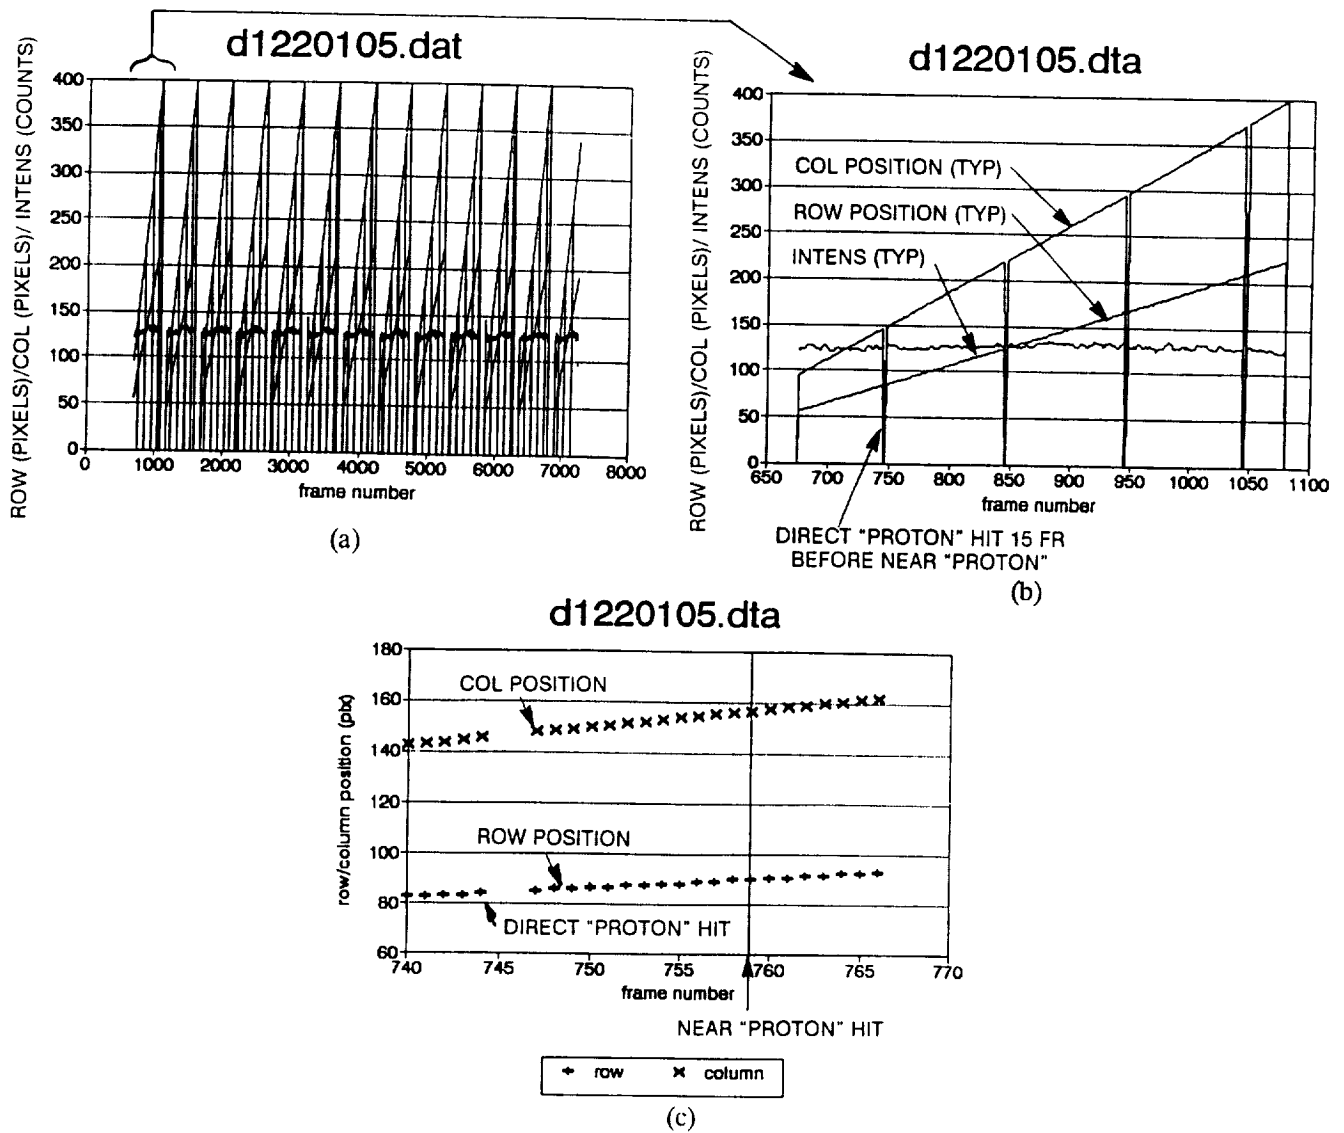 d1220105.dat
ROW (PIXELS)/COL (PIXELS)/ INTENS (COUNTS)
400
350
300
250
200
150
100
50
0
0 1000 2000 3000 4000 5000 6000 7000 8000
frame number
(a)
d1220105.dta
ROW (PIXELS)/COL (PIXELS)/ INTENS (COUNTS)
400
350
300
250
200
150
100
50
0
COL POSITION (TYP)
ROW POSITION (TYP)
INTENS (TYP)
650 700 750 800 850 900 950 1000 1050 1100
frame number
DIRECT "PROTON" HIT 15 FR
BEFORE NEAR "PROTON"
(b)
d1220105.dta
row/column position (pix)
180
160
140
120
100
80
60
COL POSITION
ROW POSITION
DIRECT "PROTON" HIT
740 745 750 755 760 765 770
frame number
NEAR "PROTON" HIT
row column
(c)